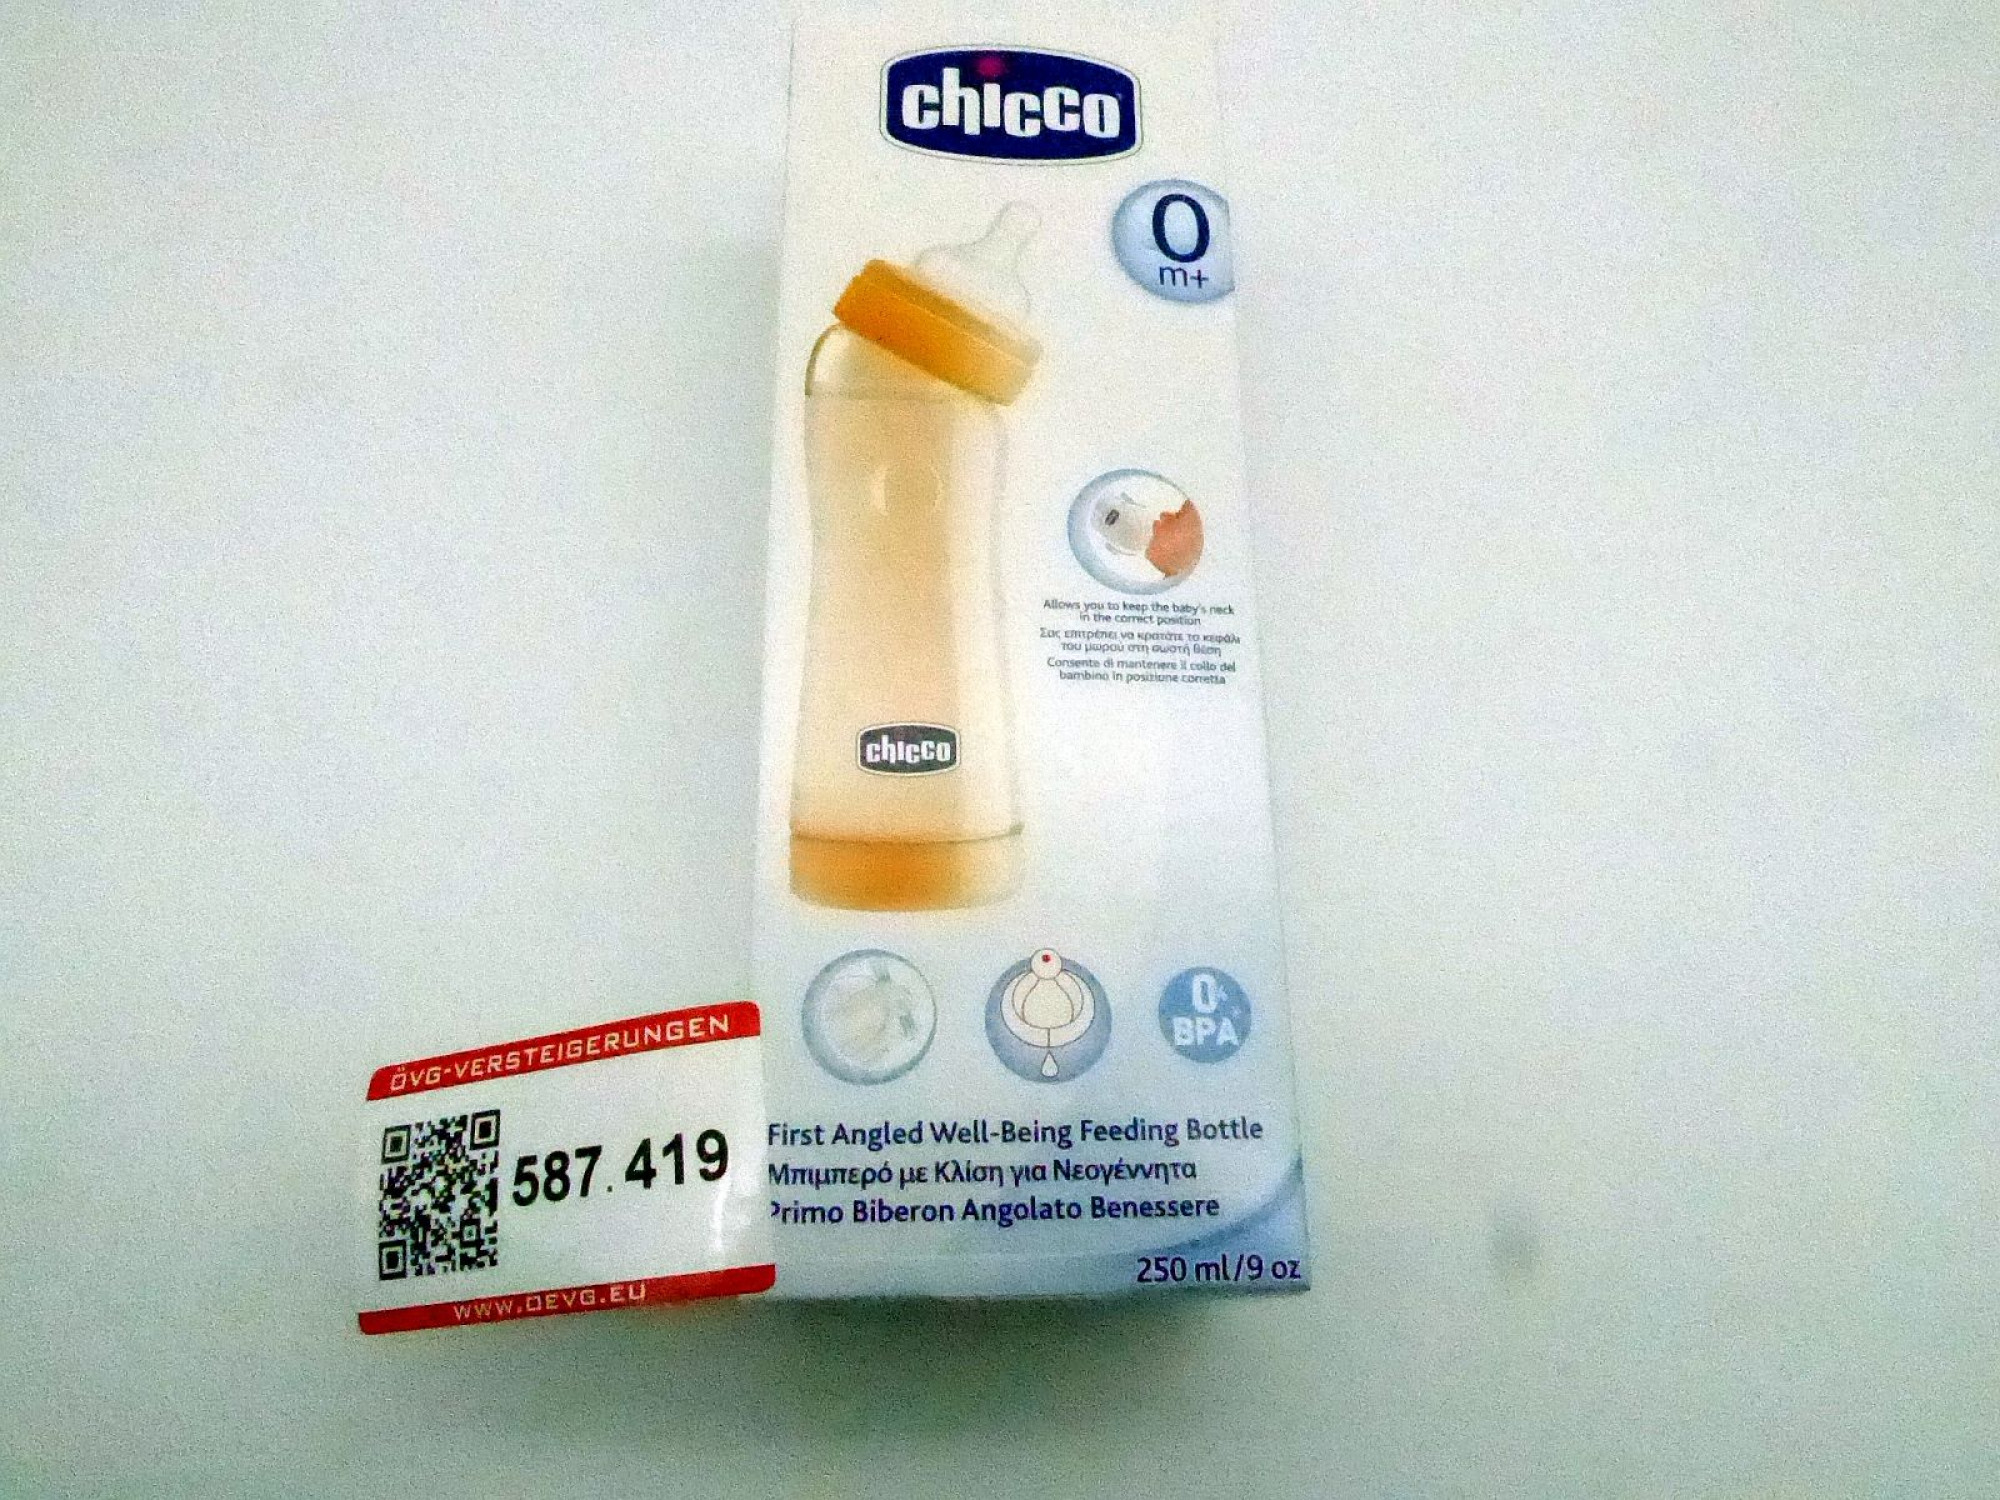 chicco
0
m+
Allows you to keep the baby's neck
in the correct position
Σας επιτρέπει να κρατάτε το κεφάλι
του μωρού στη σωστή θέση
Consente di mantenere il collo del
bambino in posizione corretta
chicco
0%
BPA
ÖVG-VERSTEIGERUNGEN
587.419
WWW.OEVG.EU
First Angled Well-Being Feeding Bottle
Μπιμπερό με Κλίση για Νεογέννητα
Primo Biberon Angolato Benessere
250 ml/9 oz